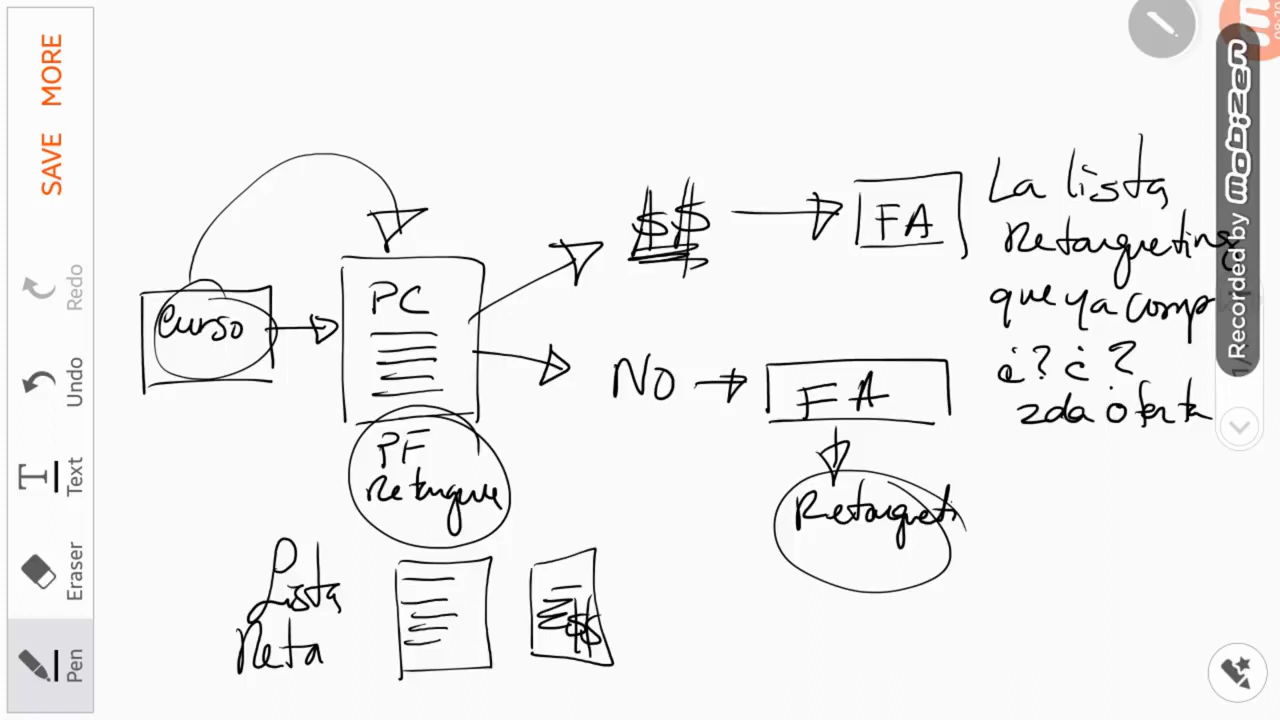 SAVE MORE
Redo
Undo
Text
Eraser
Pen
Curso
PC
PF
$$
FA
NO
FA
La lista
Retargeting
que ya comp
¿?¿?
2da oferta
Retargeti
Lista
Reta
$$
Recorded by mobizen